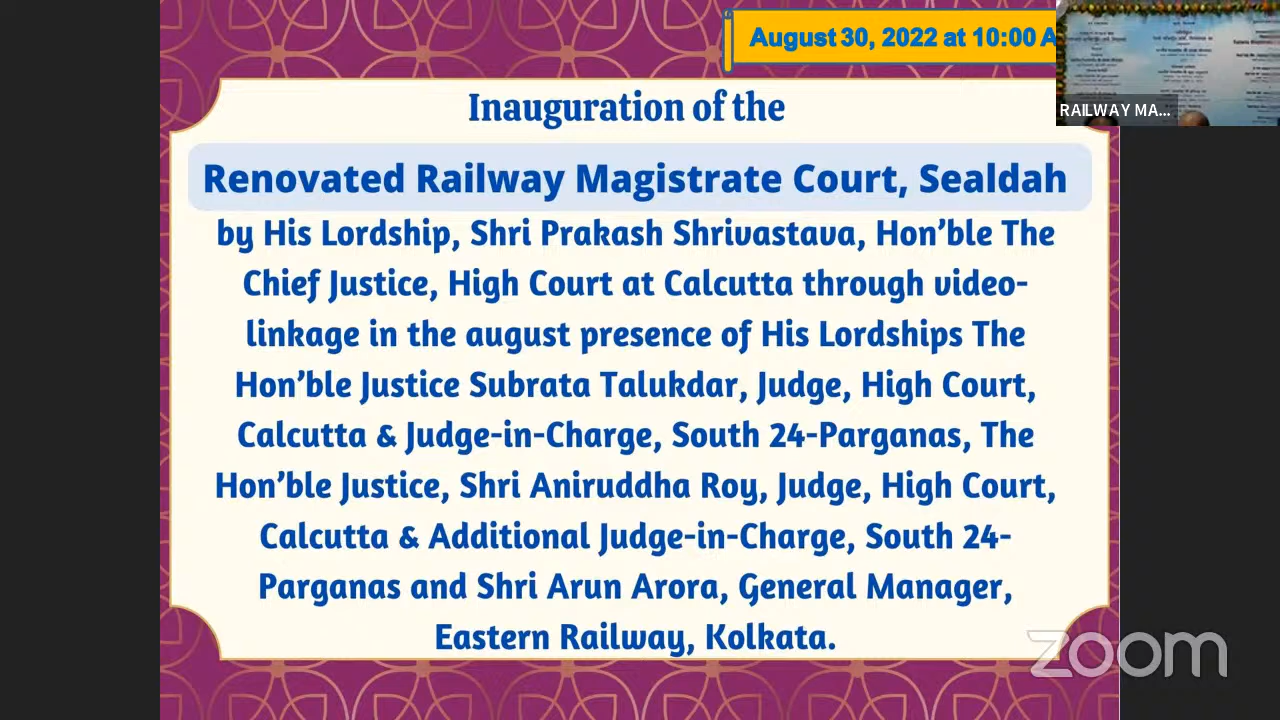 August 30, 2022 at 10:00 A
RAILWAY MA...
Inauguration of the
Renovated Railway Magistrate Court, Sealdah
by His Lordship, Shri Prakash Shrivastava, Hon’ble The
Chief Justice, High Court at Calcutta through video-
linkage in the august presence of His Lordships The
Hon’ble Justice Subrata Talukdar, Judge, High Court,
Calcutta & Judge-in-Charge, South 24-Parganas, The
Hon’ble Justice, Shri Aniruddha Roy, Judge, High Court,
Calcutta & Additional Judge-in-Charge, South 24-
Parganas and Shri Arun Arora, General Manager,
Eastern Railway, Kolkata.
zoom